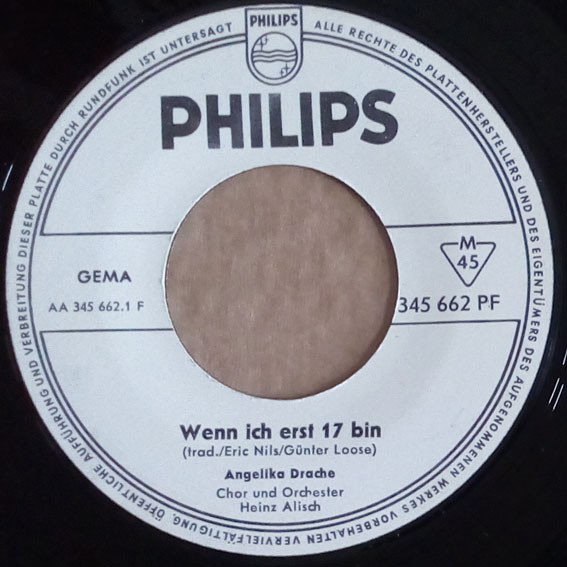 PHILIPS
PHILIPS
ALLE RECHTE DES PLATTENHERSTELLERS UND DES EIGENTÜMERS DES AUFGENOMMENEN WERKES VORBEHALTEN VERVIELFÄLTIGUNG, ÖFFENTLICHE AUFFÜHRUNG UND VERBREITUNG DIESER PLATTE DURCH RUNDFUNK IST UNTERSAGT
GEMA
AA 345 662.1 F
M
45
345 662 PF
Wenn ich erst 17 bin
(trad./Eric Nils/Günter Loose)
Angelika Drache
Chor und Orchester
Heinz Alisch